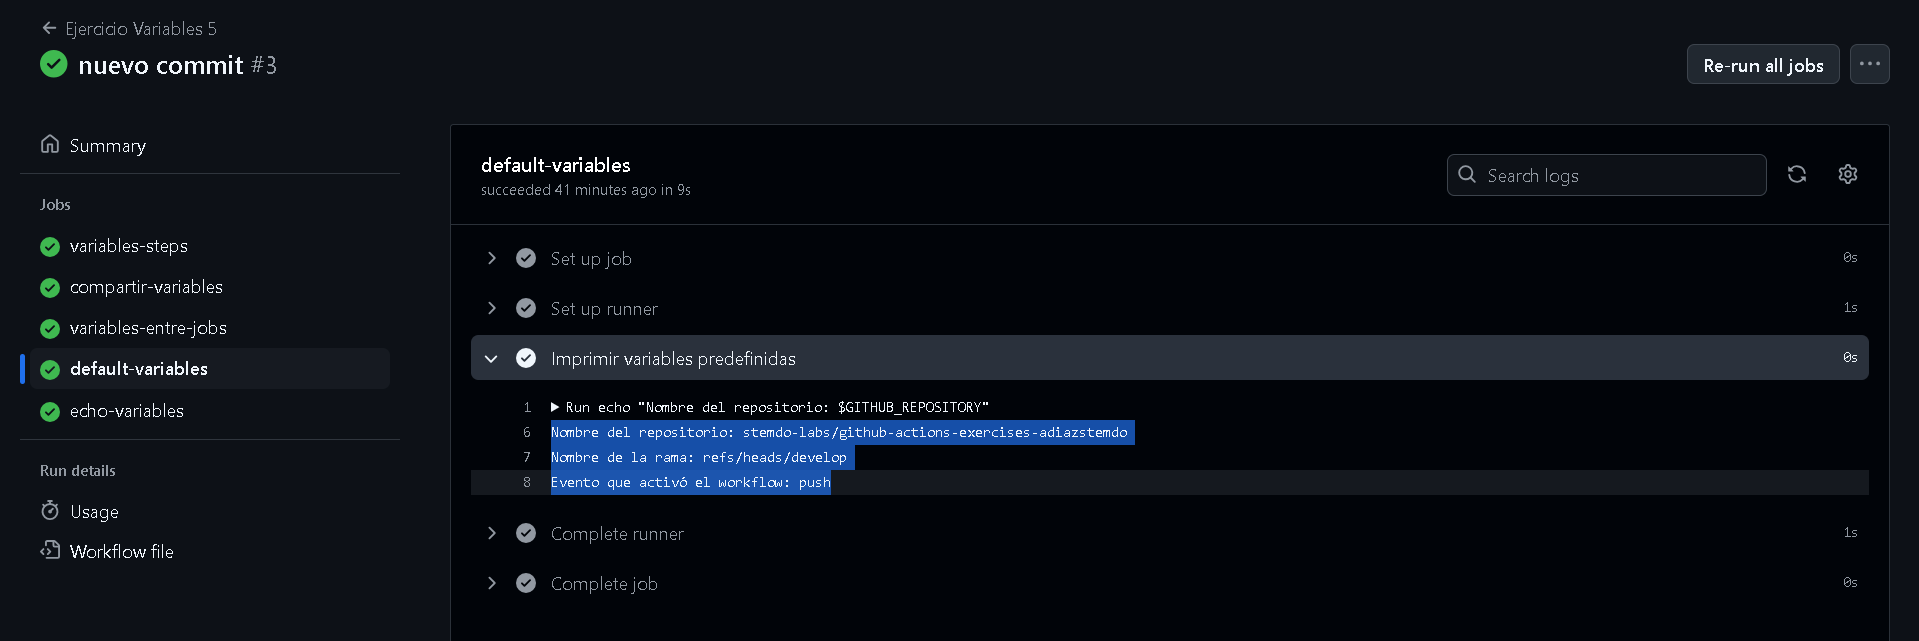 Ejercicio Variables 5
nuevo commit #3
Re-run all jobs
Summary
Jobs
variables-steps
compartir-variables
variables-entre-jobs
default-variables
echo-variables
Run details
Usage
Workflow file
default-variables
succeeded 41 minutes ago in 9s
Search logs
Set up job 0s
Set up runner 1s
Imprimir variables predefinidas 0s
1 Run echo "Nombre del repositorio: $GITHUB_REPOSITORY"
6 Nombre del repositorio: stemdo-labs/github-actions-exercises-adiazstemdo
7 Nombre de la rama: refs/heads/develop
8 Evento que activó el workflow: push
Complete runner 1s
Complete job 0s